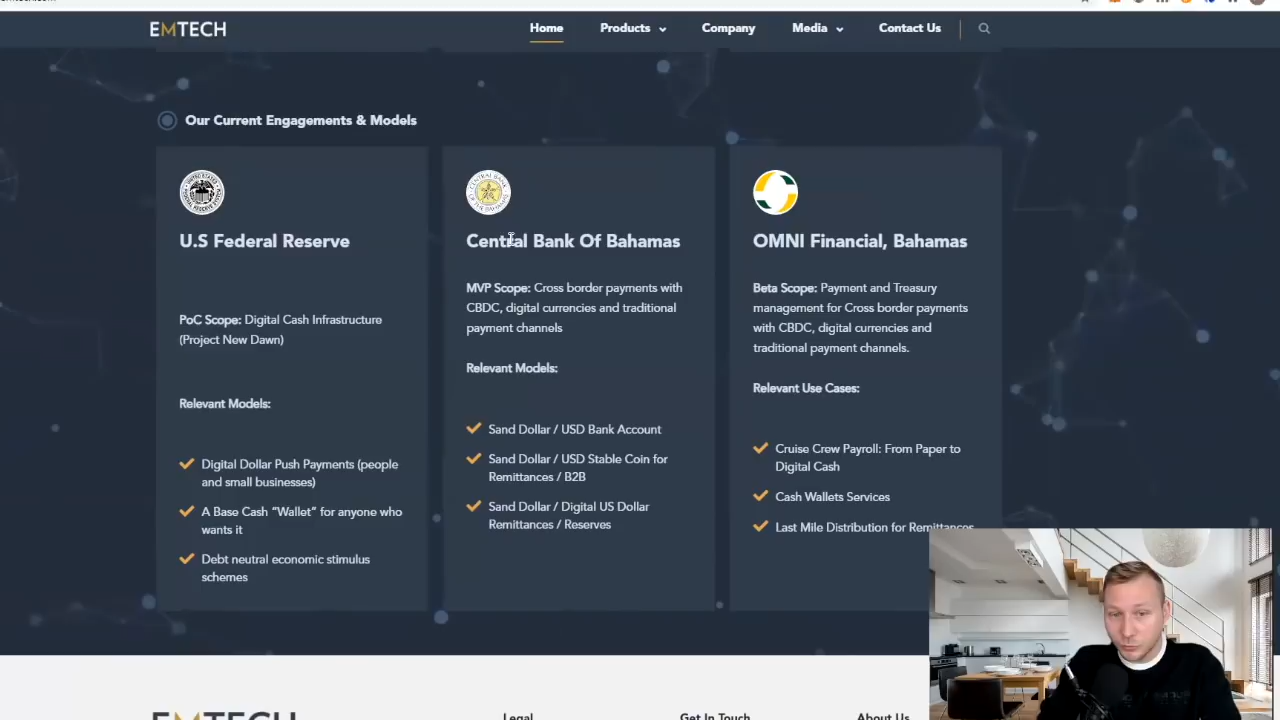 EMTECH
Home
Products
Company
Media
Contact Us
Our Current Engagements & Models
U.S Federal Reserve
PoC Scope: Digital Cash Infrastructure
(Project New Dawn)
Relevant Models:
Digital Dollar Push Payments (people
and small businesses)
A Base Cash “Wallet” for anyone who
wants it
Debt neutral economic stimulus
schemes
CENTRAL BANK OF THE BAHAMAS
Central Bank Of Bahamas
MVP Scope: Cross border payments with
CBDC, digital currencies and traditional
payment channels
Relevant Models:
Sand Dollar / USD Bank Account
Sand Dollar / USD Stable Coin for
Remittances / B2B
Sand Dollar / Digital US Dollar
Remittances / Reserves
OMNI Financial, Bahamas
Beta Scope: Payment and Treasury
management for Cross border payments
with CBDC, digital currencies and
traditional payment channels.
Relevant Use Cases:
Cruise Crew Payroll: From Paper to
Digital Cash
Cash Wallets Services
Last Mile Distribution for Remittances
EMTECH
Legal
Get In Touch
About Us